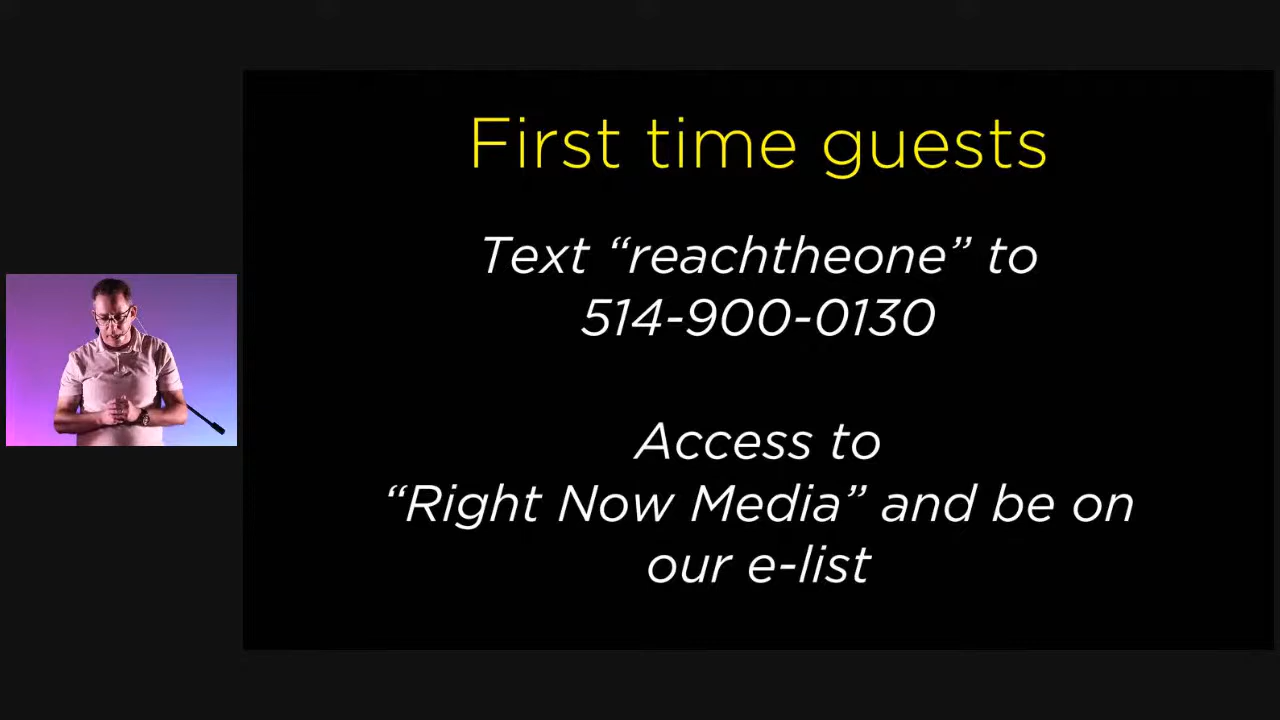 First time guests
Text “reachtheone” to
514-900-0130
Access to
“Right Now Media” and be on
our e-list